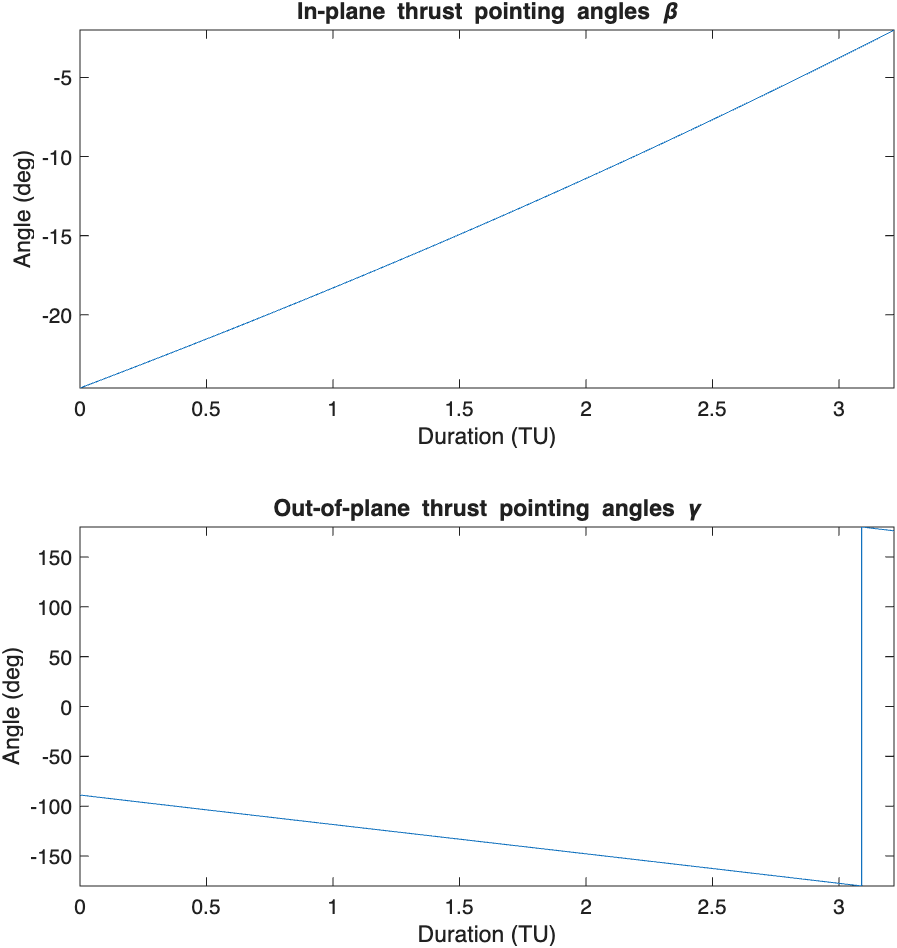 In-plane thrust pointing angles β
-5
-10
-15
-20
Angle (deg)
0 0.5 1 1.5 2 2.5 3
Duration (TU)
Out-of-plane thrust pointing angles γ
150
100
50
0
-50
-100
-150
Angle (deg)
0 0.5 1 1.5 2 2.5 3
Duration (TU)